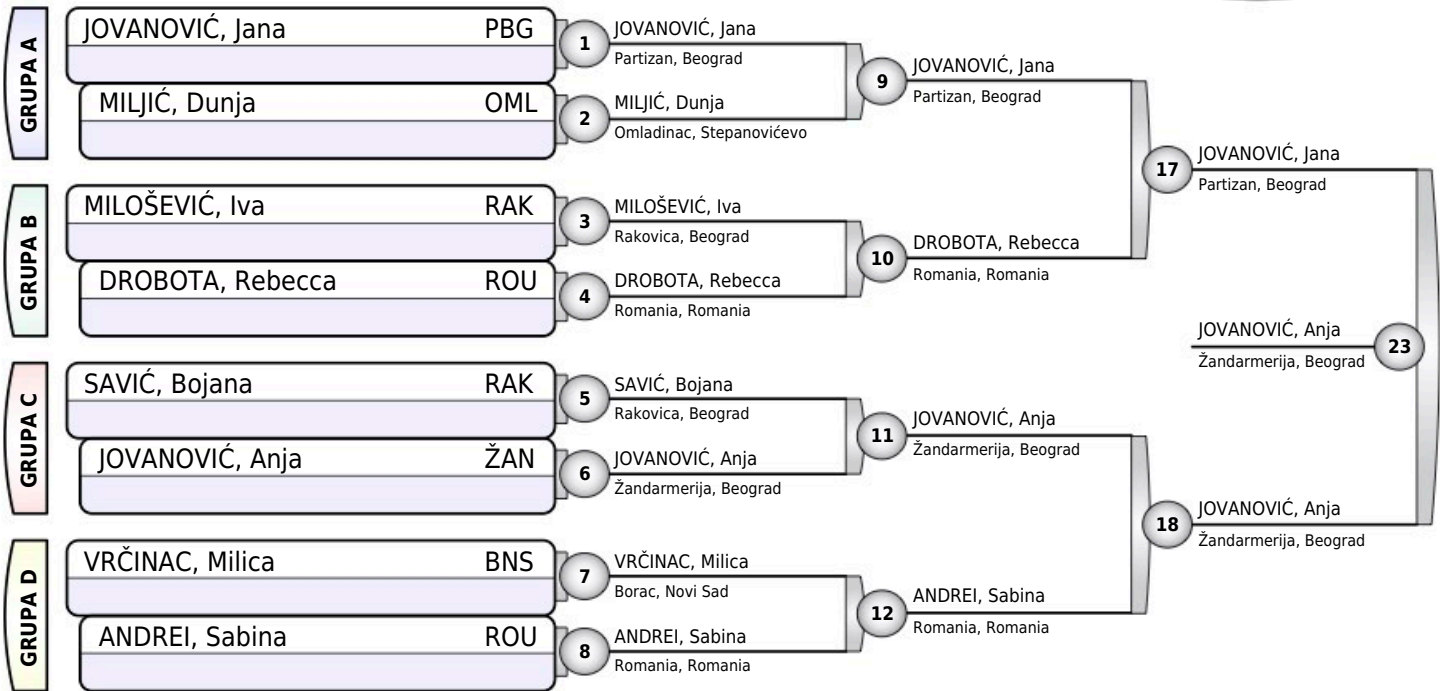 GRUPA A
JOVANOVIĆ, Jana PBG
MILJIĆ, Dunja OML
1
JOVANOVIĆ, Jana
Partizan, Beograd
2
MILJIĆ, Dunja
Omladinac, Stepanovićevo
9
JOVANOVIĆ, Jana
Partizan, Beograd
GRUPA B
MILOŠEVIĆ, Iva RAK
DROBOTA, Rebecca ROU
3
MILOŠEVIĆ, Iva
Rakovica, Beograd
4
DROBOTA, Rebecca
Romania, Romania
10
DROBOTA, Rebecca
Romania, Romania
17
JOVANOVIĆ, Jana
Partizan, Beograd
GRUPA C
SAVIĆ, Bojana RAK
JOVANOVIĆ, Anja ŽAN
5
SAVIĆ, Bojana
Rakovica, Beograd
6
JOVANOVIĆ, Anja
Žandarmerija, Beograd
11
JOVANOVIĆ, Anja
Žandarmerija, Beograd
GRUPA D
VRČINAC, Milica BNS
ANDREI, Sabina ROU
7
VRČINAC, Milica
Borac, Novi Sad
8
ANDREI, Sabina
Romania, Romania
12
ANDREI, Sabina
Romania, Romania
18
JOVANOVIĆ, Anja
Žandarmerija, Beograd
JOVANOVIĆ, Anja
Žandarmerija, Beograd
23